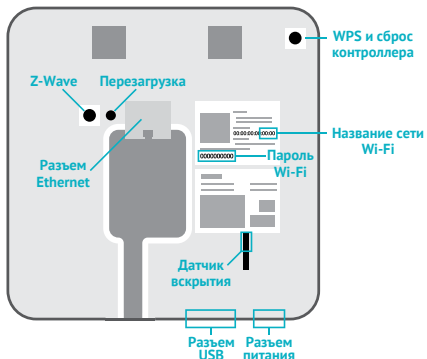 WPS и сброс
контроллера
Z-Wave
Перезагрузка
00:00:00:00:00:00
Название сети
Wi-Fi
0000000000
Пароль
Wi-Fi
Разъем
Ethernet
Датчик
вскрытия
Разъем
USB
Разъем
питания